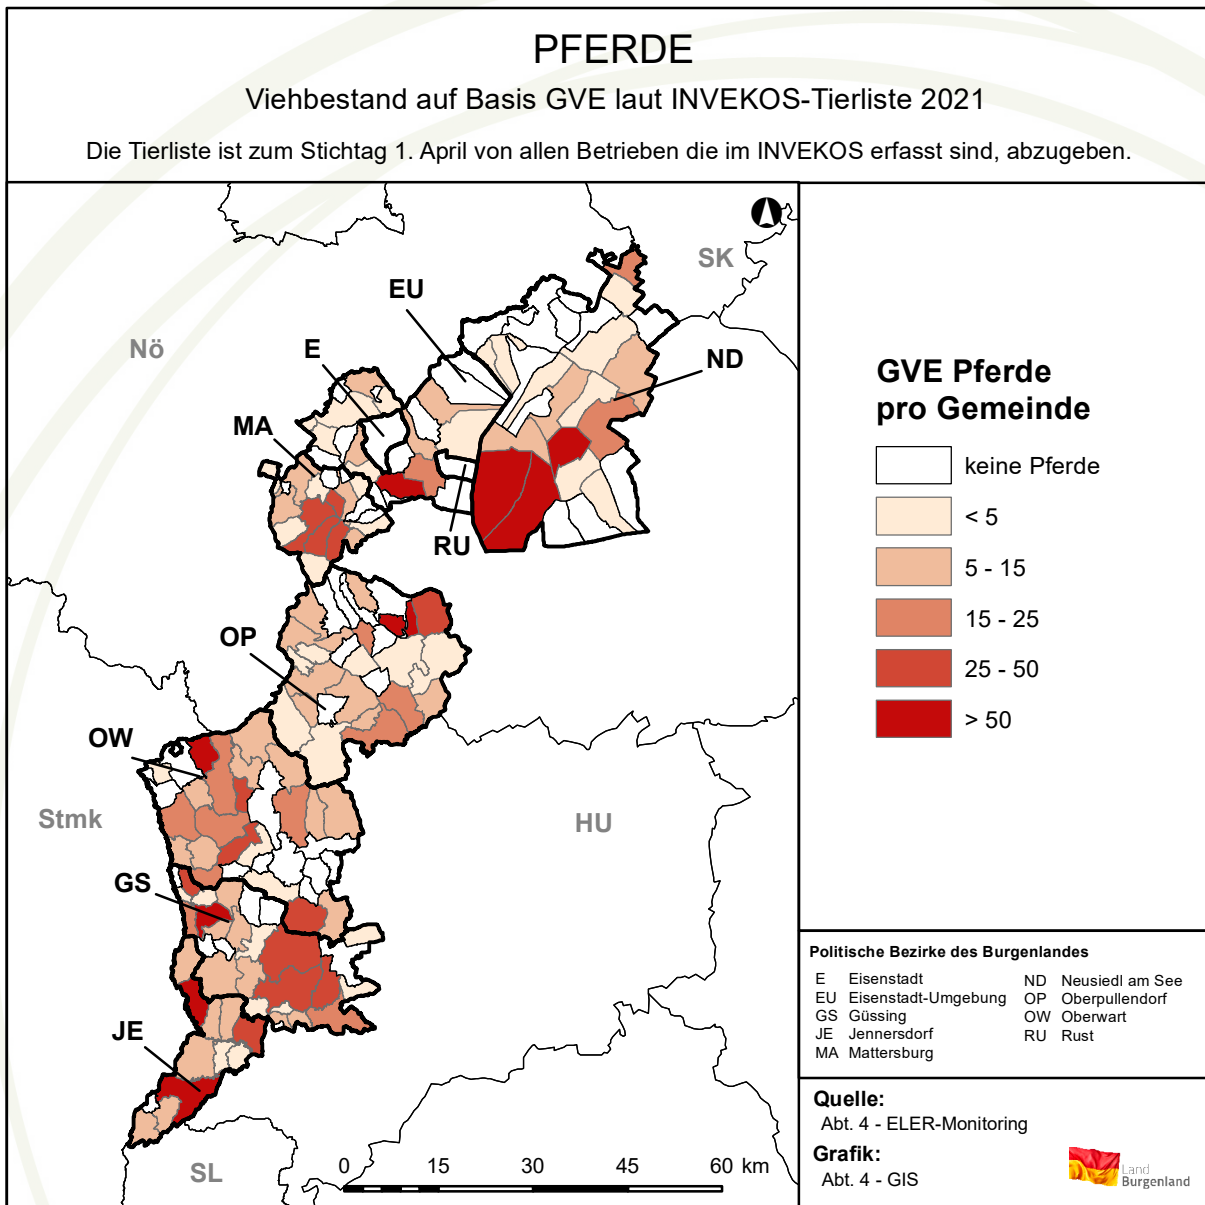 PFERDE
Viehbestand auf Basis GVE laut INVEKOS-Tierliste 2021
Die Tierliste ist zum Stichtag 1. April von allen Betrieben die im INVEKOS erfasst sind, abzugeben.
SK
EU
Nö
E
ND
MA
RU
OP
OW
Stmk
HU
GS
JE
SL
0 15 30 45 60 km
GVE Pferde
pro Gemeinde
keine Pferde
< 5
5 - 15
15 - 25
25 - 50
> 50
Politische Bezirke des Burgenlandes
E Eisenstadt
EU Eisenstadt-Umgebung
GS Güssing
JE Jennersdorf
MA Mattersburg
ND Neusiedl am See
OP Oberpullendorf
OW Oberwart
RU Rust
Quelle:
Abt. 4 - ELER-Monitoring
Grafik:
Abt. 4 - GIS
Land
Burgenland